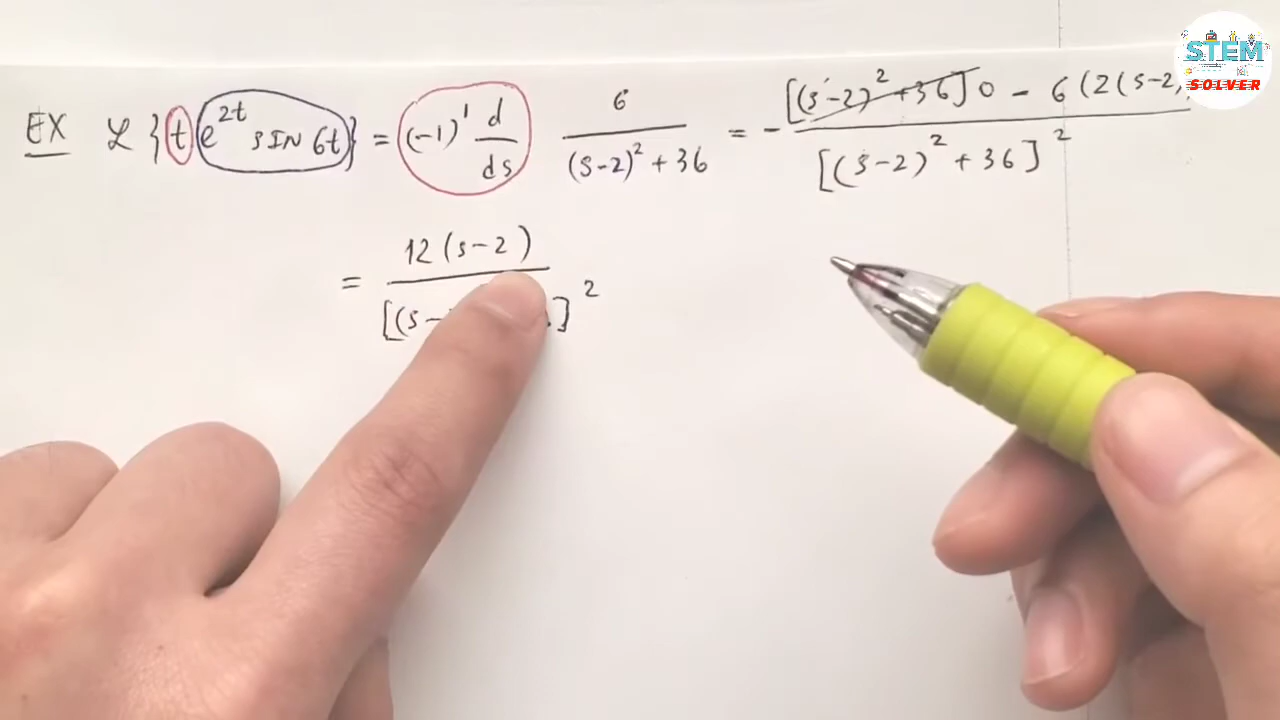 STEM
SOLVER
EX ℒ{t e^{2t} SIN 6t} = (-1)^1 d/ds 6/((s-2)^2 + 36) = - ([(s-2)^2 + 36] 0 - 6 (2(s-2)) / [(s-2)^2 + 36]^2
= 12(s-2) / [(s- ]^2